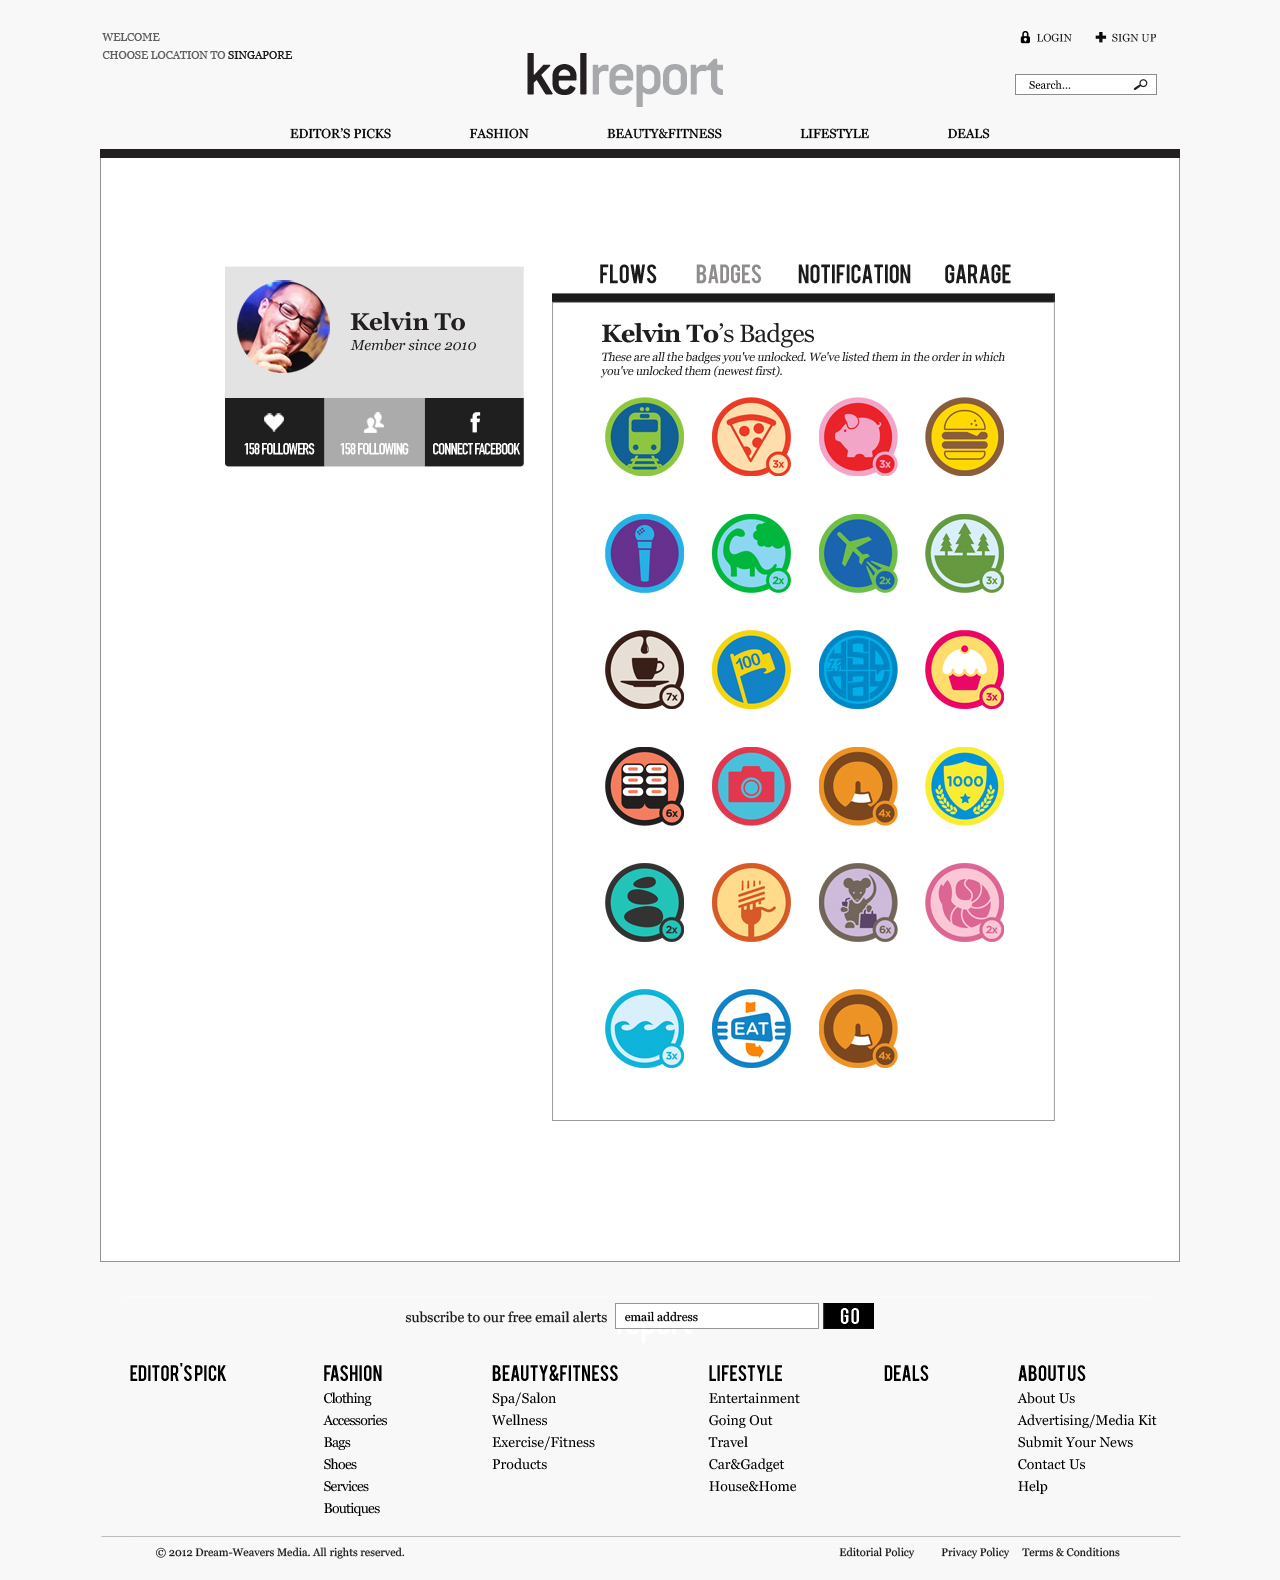 WELCOME
CHOOSE LOCATION TO SINGAPORE
LOGIN
SIGN UP
kelreport
Search...
EDITOR'S PICKS
FASHION
BEAUTY&FITNESS
LIFESTYLE
DEALS
FLOWS
BADGES
NOTIFICATION
GARAGE
Kelvin To
Member since 2010
158 FOLLOWERS
158 FOLLOWING
CONNECT FACEBOOK
Kelvin To's Badges
These are all the badges you've unlocked. We've listed them in the order in which
you've unlocked them (newest first).
3x
3x
2x
2x
3x
7x
100
3x
6x
4x
1000
2x
6x
2x
3x
EAT
4x
subscribe to our free email alerts
email address
GO
report
EDITOR'S PICK
FASHION
Clothing
Accessories
Bags
Shoes
Services
Boutiques
BEAUTY&FITNESS
Spa/Salon
Wellness
Exercise/Fitness
Products
LIFESTYLE
Entertainment
Going Out
Travel
Car&Gadget
House&Home
DEALS
ABOUT US
About Us
Advertising/Media Kit
Submit Your News
Contact Us
Help
© 2012 Dream-Weavers Media. All rights reserved.
Editorial Policy
Privacy Policy
Terms & Conditions